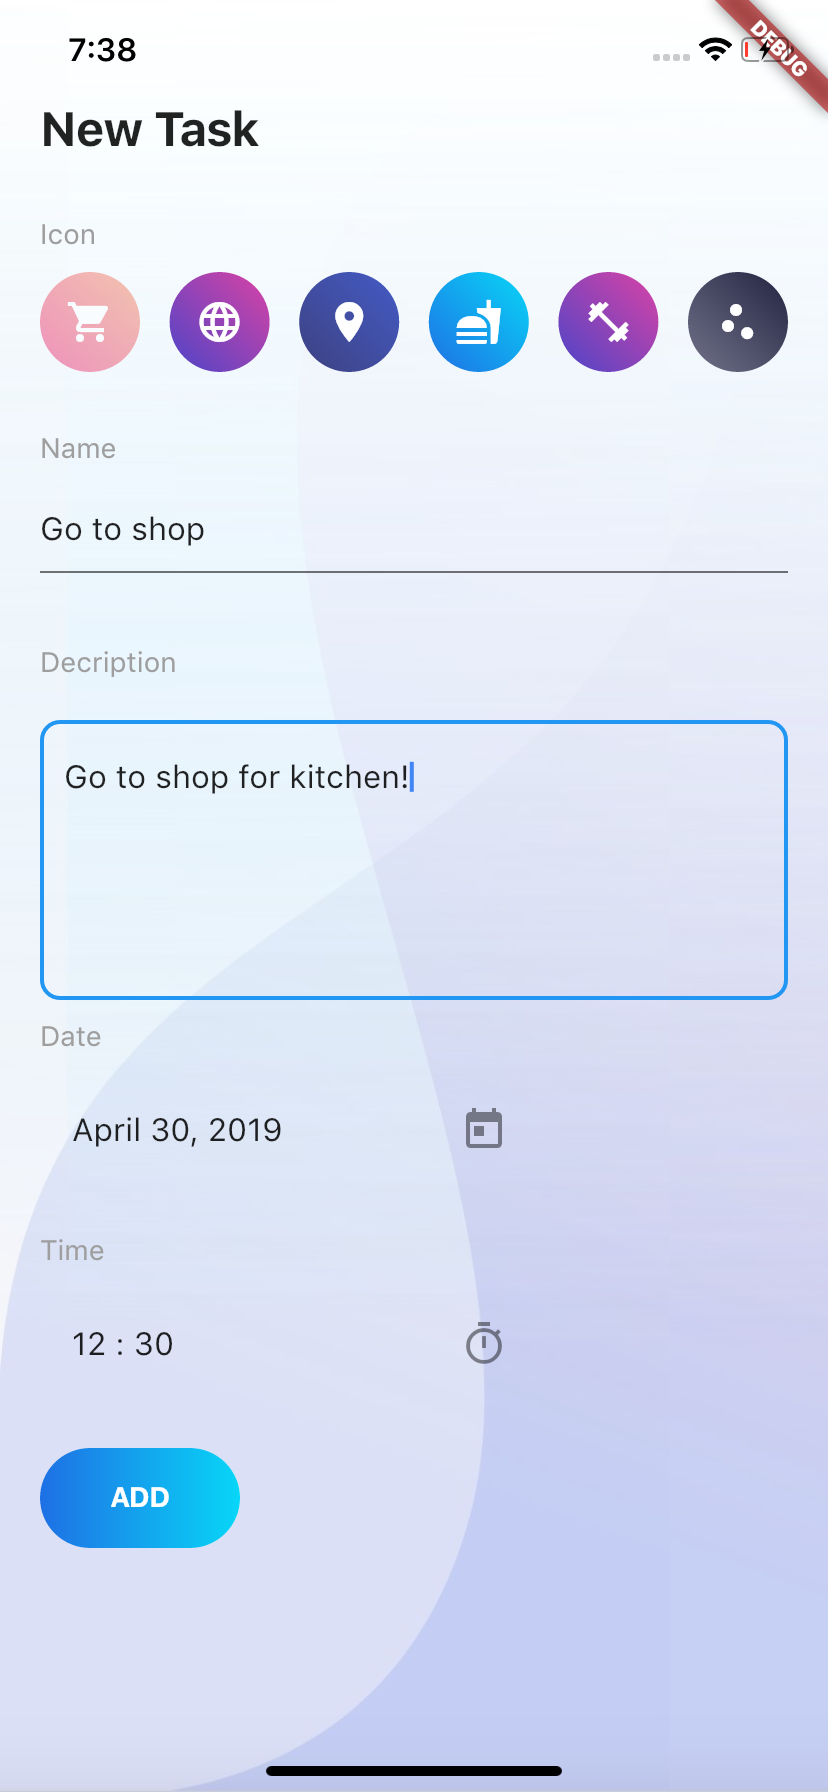 7:38
DEBUG
New Task
Icon
Name
Go to shop
Decription
Go to shop for kitchen!
Date
April 30, 2019
Time
12 : 30
ADD